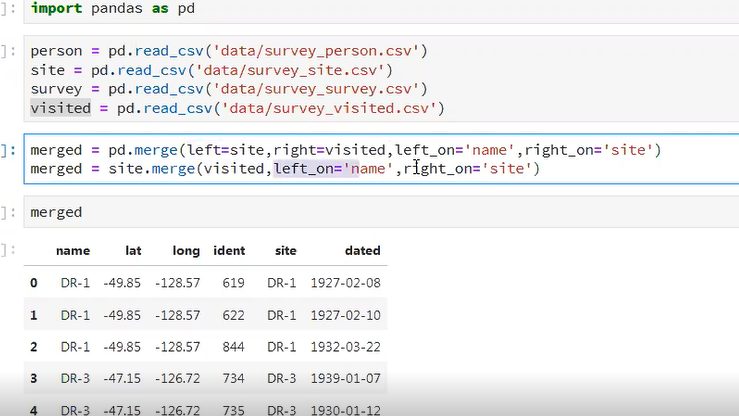 ]: import pandas as pd
]: person = pd.read_csv('data/survey_person.csv')
site = pd.read_csv('data/survey_site.csv')
survey = pd.read_csv('data/survey_survey.csv')
visited = pd.read_csv('data/survey_visited.csv')
]: merged = pd.merge(left=site,right=visited,left_on='name',right_on='site')
merged = site.merge(visited,left_on='name',right_on='site')
]: merged
]: name lat long ident site dated
0 DR-1 -49.85 -128.57 619 DR-1 1927-02-08
1 DR-1 -49.85 -128.57 622 DR-1 1927-02-10
2 DR-1 -49.85 -128.57 844 DR-1 1932-03-22
3 DR-3 -47.15 -126.72 734 DR-3 1939-01-07
4 DR-3 -47.15 -126.72 735 DR-3 1930-01-12